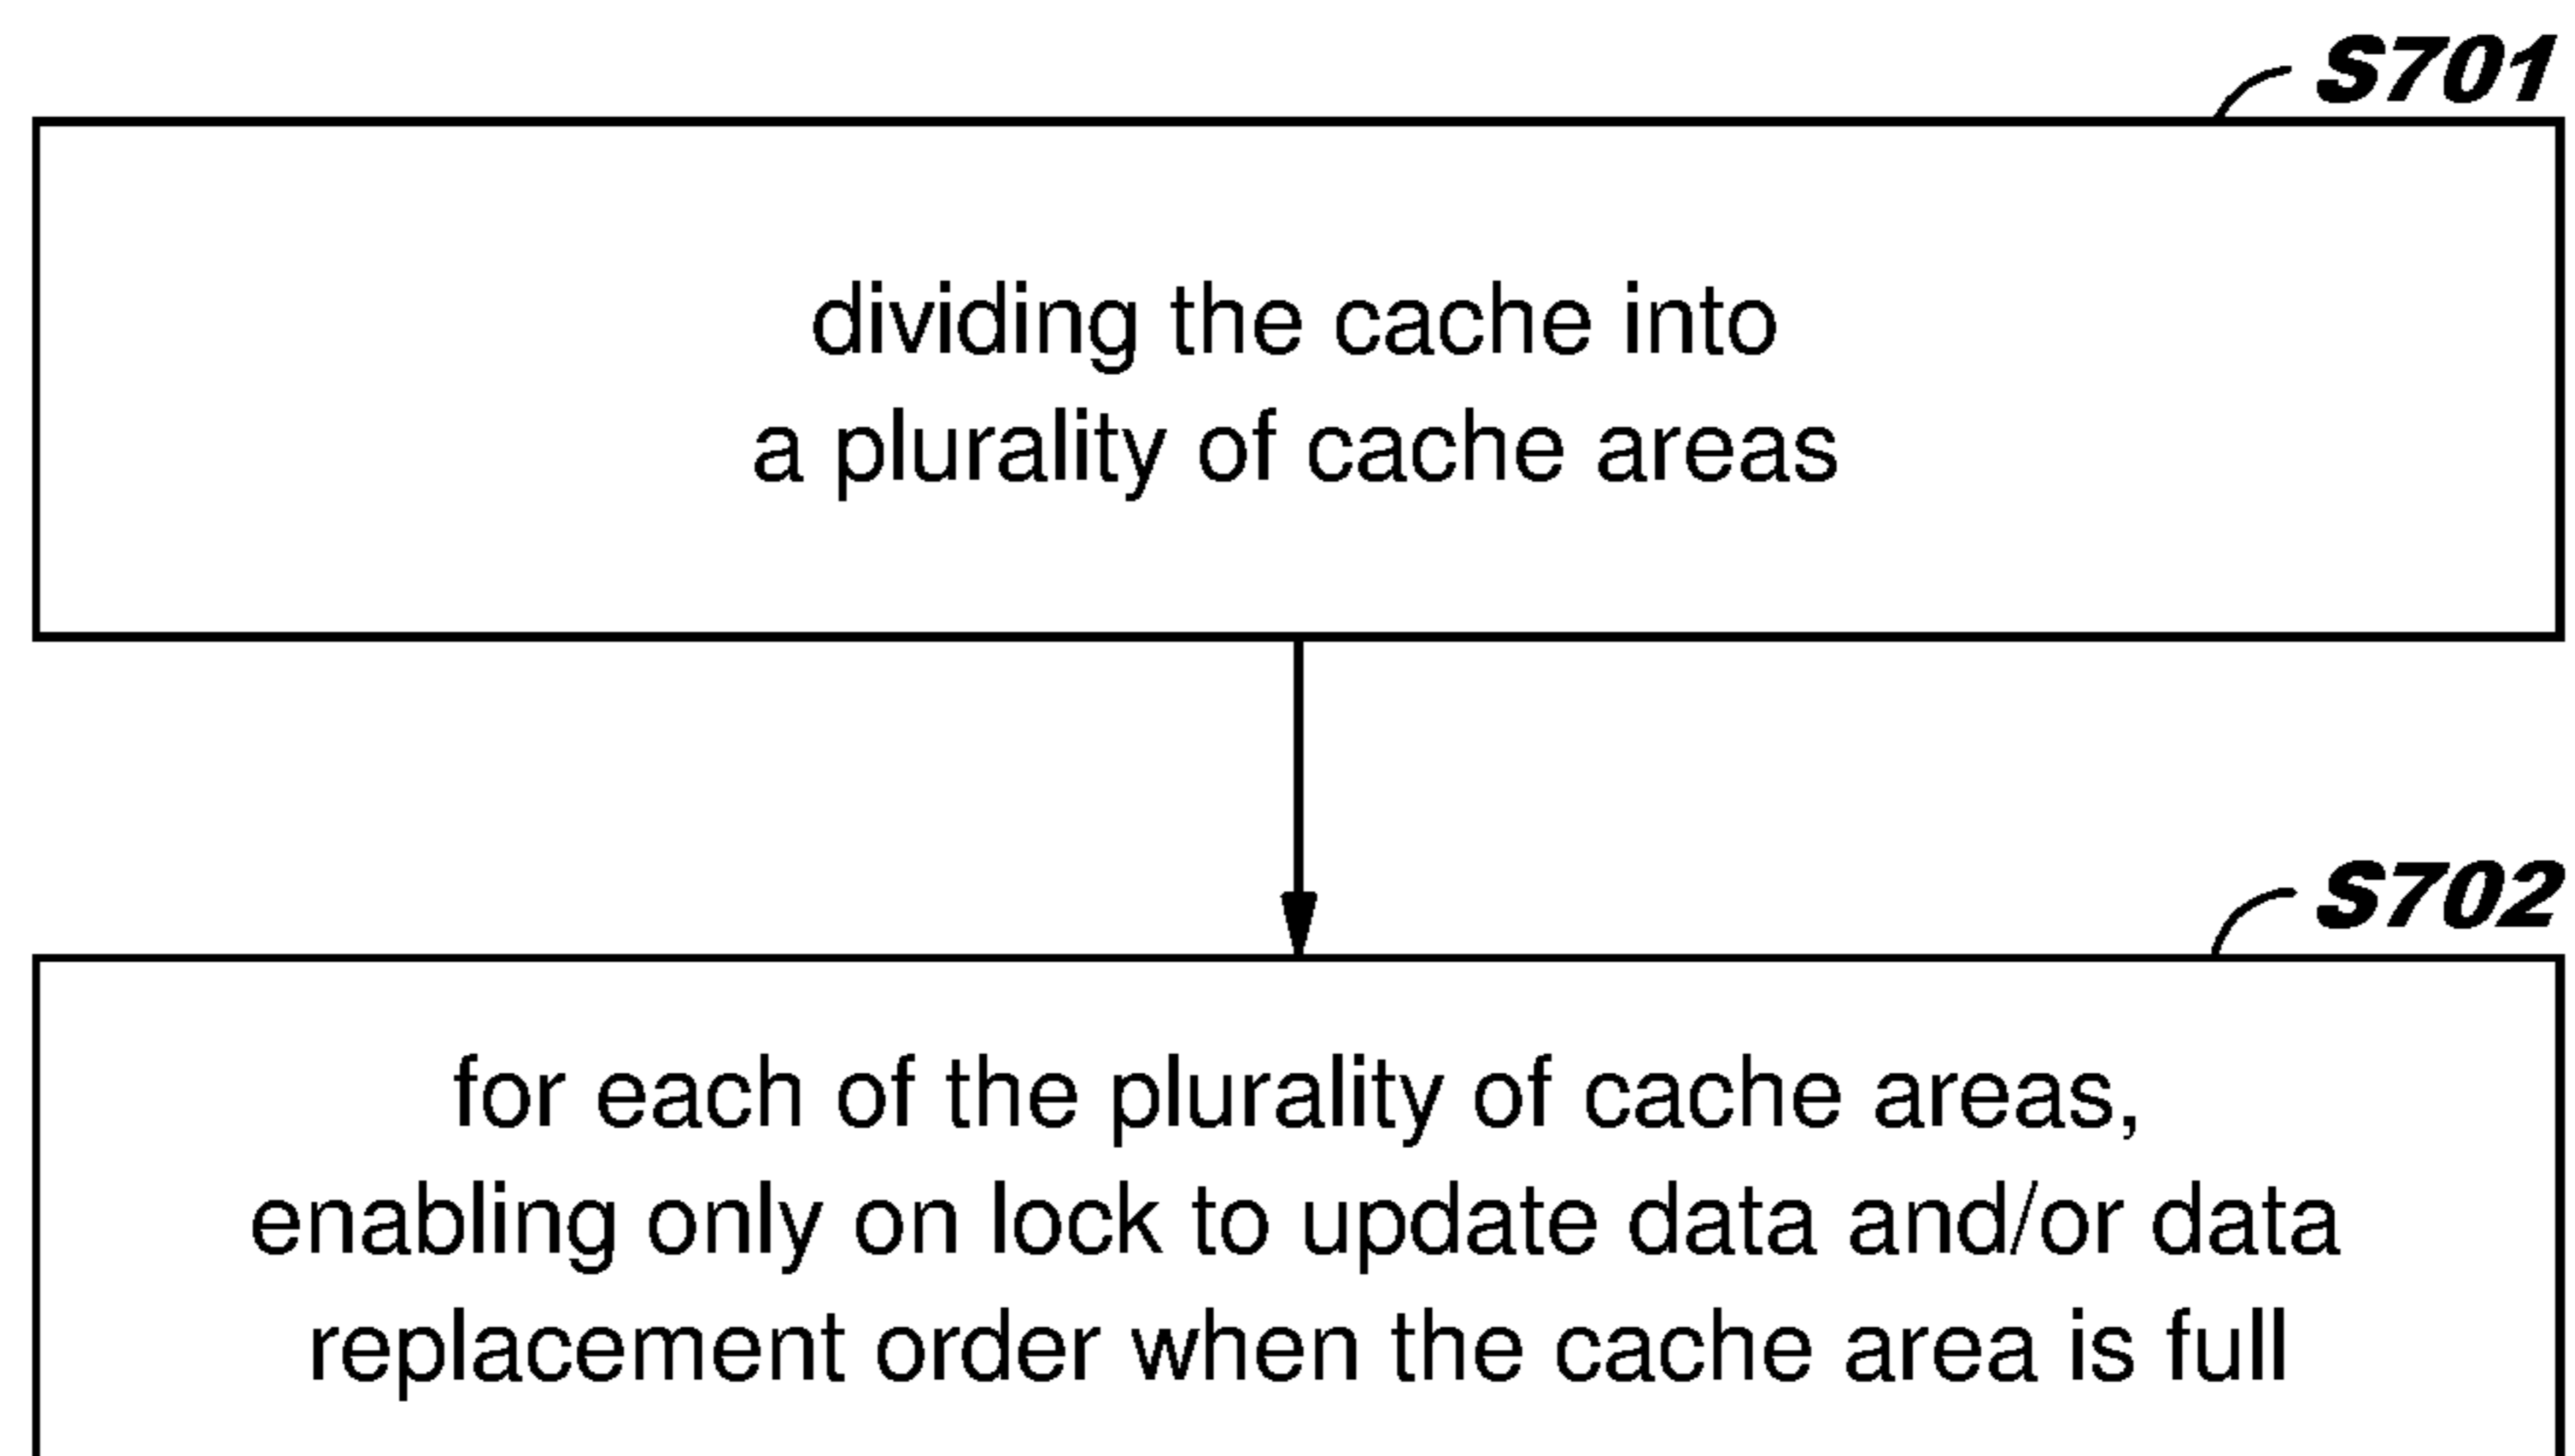 S701
dividing the cache into
a plurality of cache areas
S702
for each of the plurality of cache areas,
enabling only on lock to update data and/or data
replacement order when the cache area is full